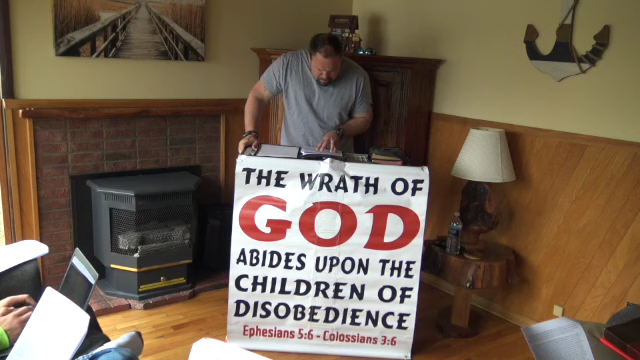 THE WRATH OF
GOD
ABIDES UPON THE
CHILDREN OF
DISOBEDIENCE
Ephesians 5:6 - Colossians 3:6